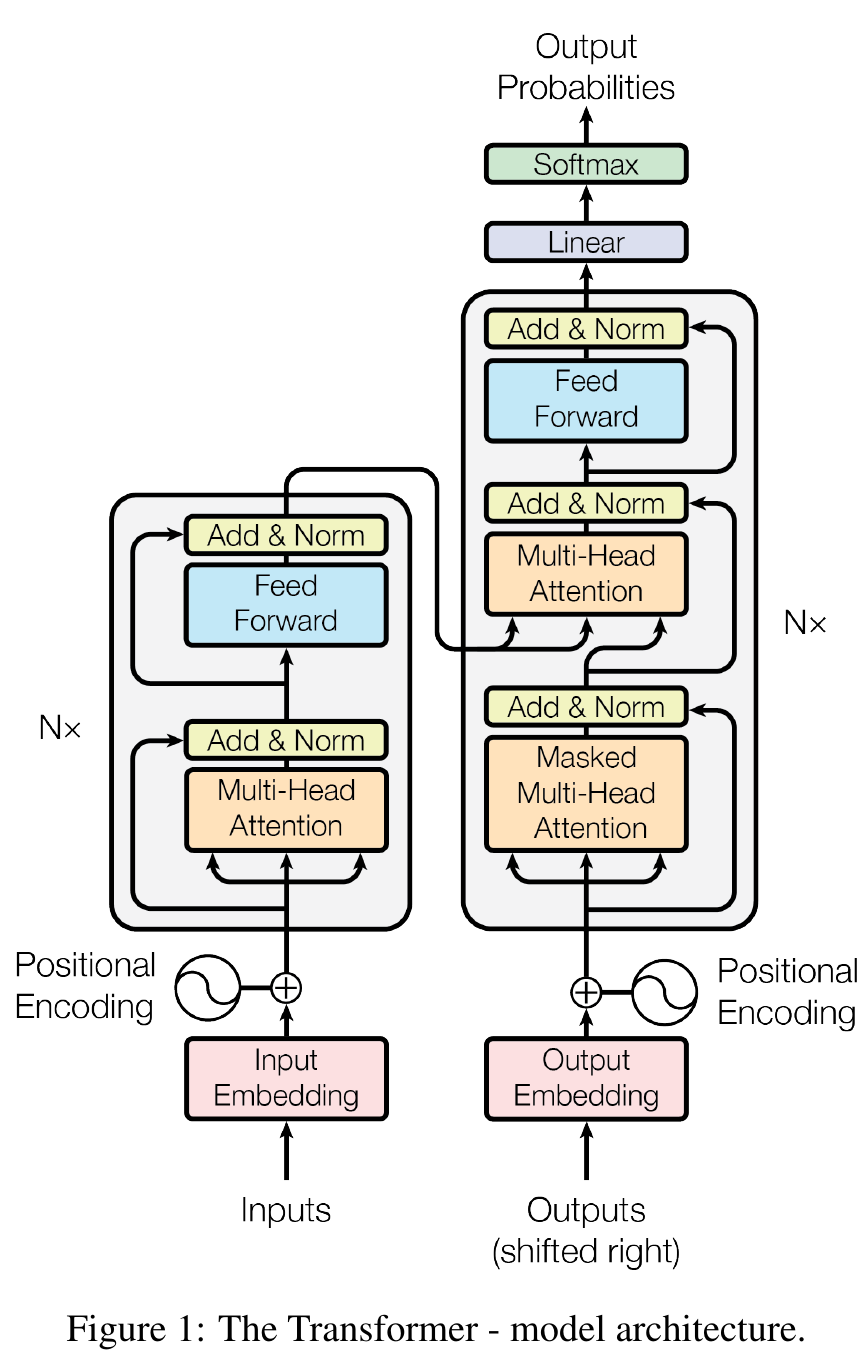 Output
Probabilities
Softmax
Linear
Add & Norm
Feed
Forward
Add & Norm
Multi-Head
Attention
Add & Norm
Masked
Multi-Head
Attention
N×
Add & Norm
Feed
Forward
Add & Norm
Multi-Head
Attention
N×
Positional
Encoding
Positional
Encoding
Input
Embedding
Output
Embedding
Inputs
Outputs
(shifted right)
Figure 1: The Transformer - model architecture.